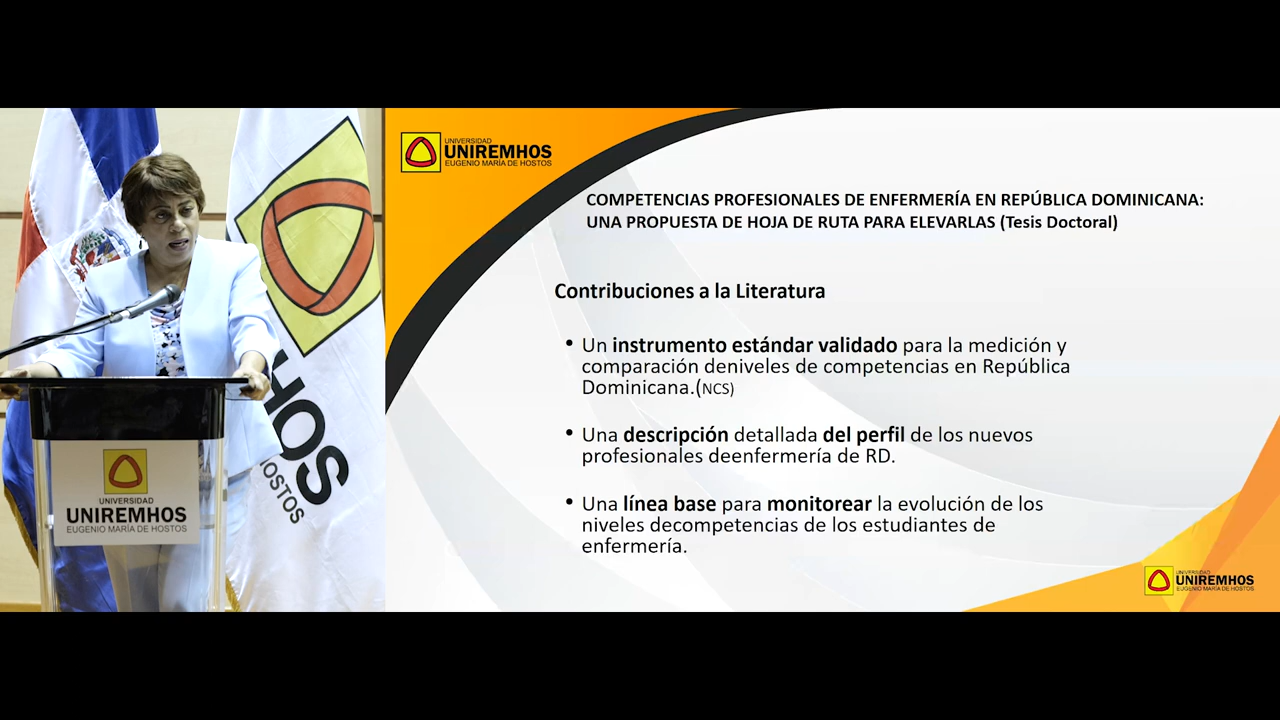 UNIVERSIDAD
UNIREMHOS
EUGENIO MARÍA DE HOSTOS
COMPETENCIAS PROFESIONALES DE ENFERMERÍA EN REPÚBLICA DOMINICANA:
UNA PROPUESTA DE HOJA DE RUTA PARA ELEVARLAS (Tesis Doctoral)
Contribuciones a la Literatura
• Un instrumento estándar validado para la medición y
comparación deniveles de competencias en República
Dominicana.(NCS)
• Una descripción detallada del perfil de los nuevos
profesionales deenfermería de RD.
• Una línea base para monitorear la evolución de los
niveles decompetencias de los estudiantes de
enfermería.
UNIVERSIDAD
UNIREMHOS
EUGENIO MARÍA DE HOSTOS
HOS
HOSTOS
UNIVERSIDAD
UNIREMHOS
EUGENIO MARÍA DE HOSTOS